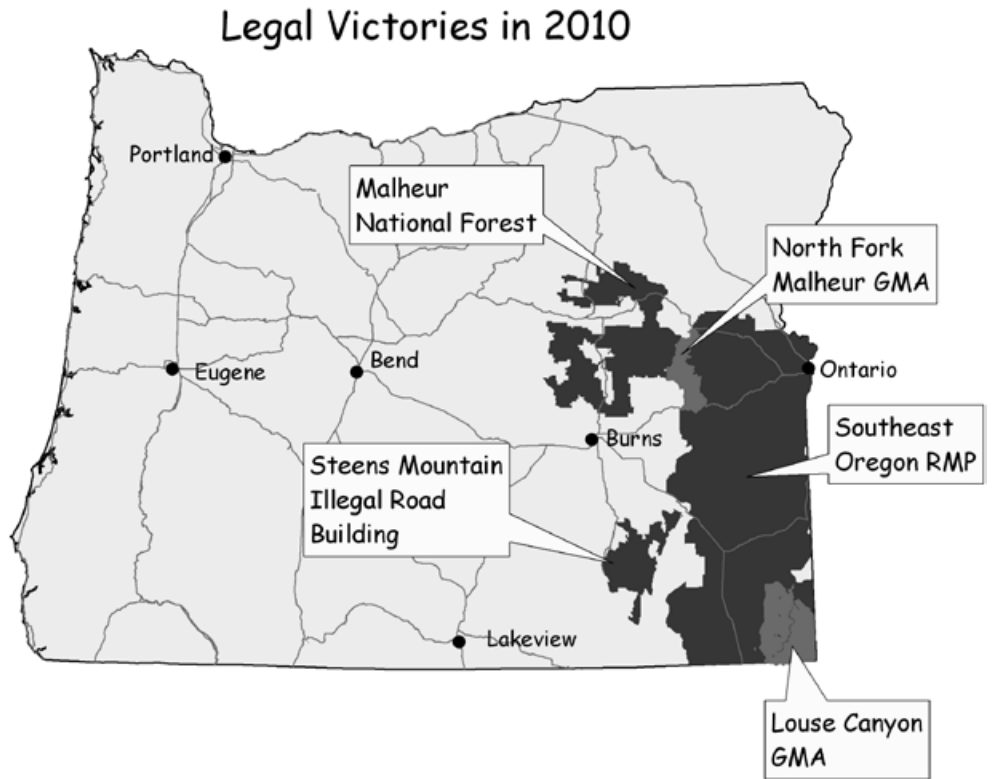 Legal Victories in 2010
Portland
Malheur
National Forest
North Fork
Malheur GMA
Eugene
Bend
Ontario
Burns
Southeast
Oregon RMP
Steens Mountain
Illegal Road
Building
Lakeview
Louse Canyon
GMA